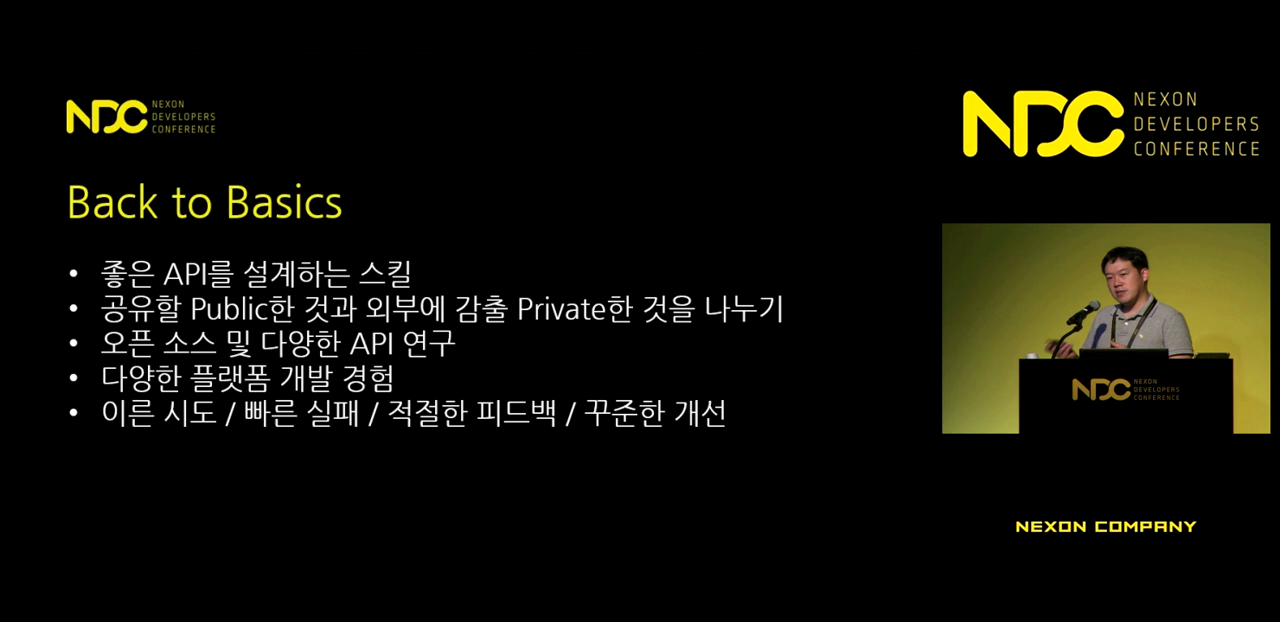 NDC NEXON
DEVELOPERS
CONFERENCE
Back to Basics
• 좋은 API를 설계하는 스킬
• 공유할 Public한 것과 외부에 감출 Private한 것을 나누기
• 오픈 소스 및 다양한 API 연구
• 다양한 플랫폼 개발 경험
• 이른 시도 / 빠른 실패 / 적절한 피드백 / 꾸준한 개선
NDC NEXON
DEVELOPERS
CONFERENCE
NDC NEXON
DEVELOPERS
CONFERENCE
NEXON COMPANY